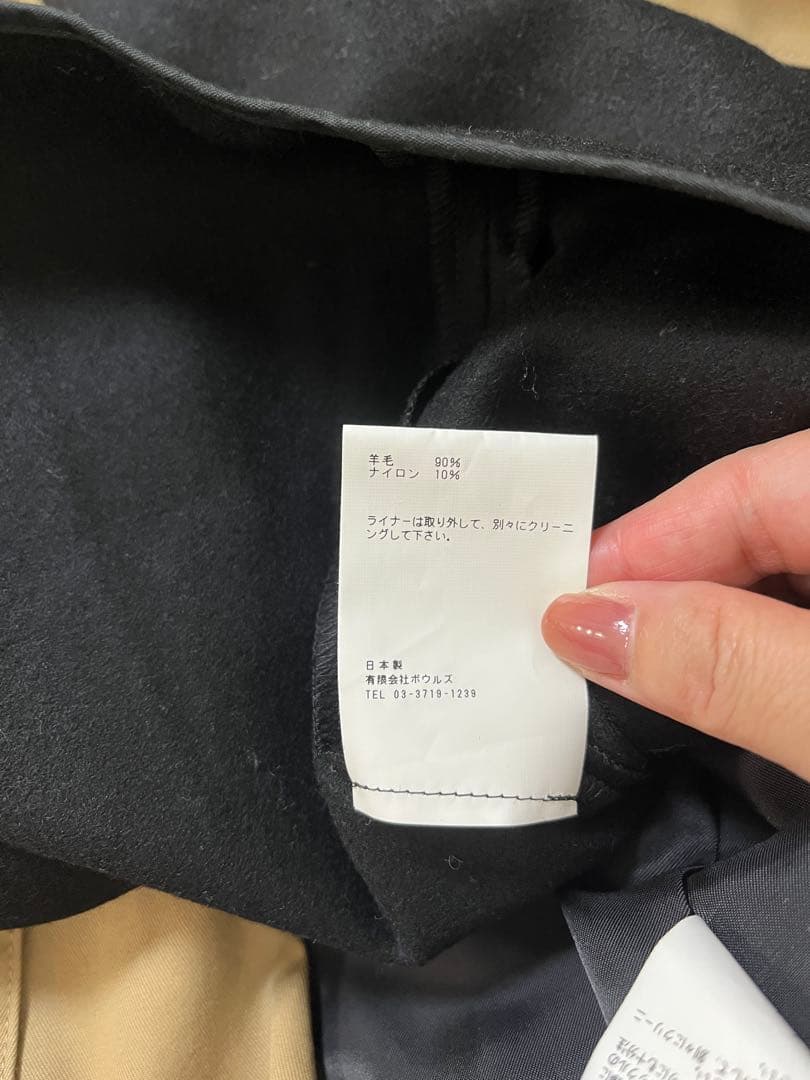 羊毛 90%
ナイロン 10%
ライナーは取り外して、別々にクリーニ
ングして下さい。
日本製
有限会社ボウルズ
TEL 03-3719-1239